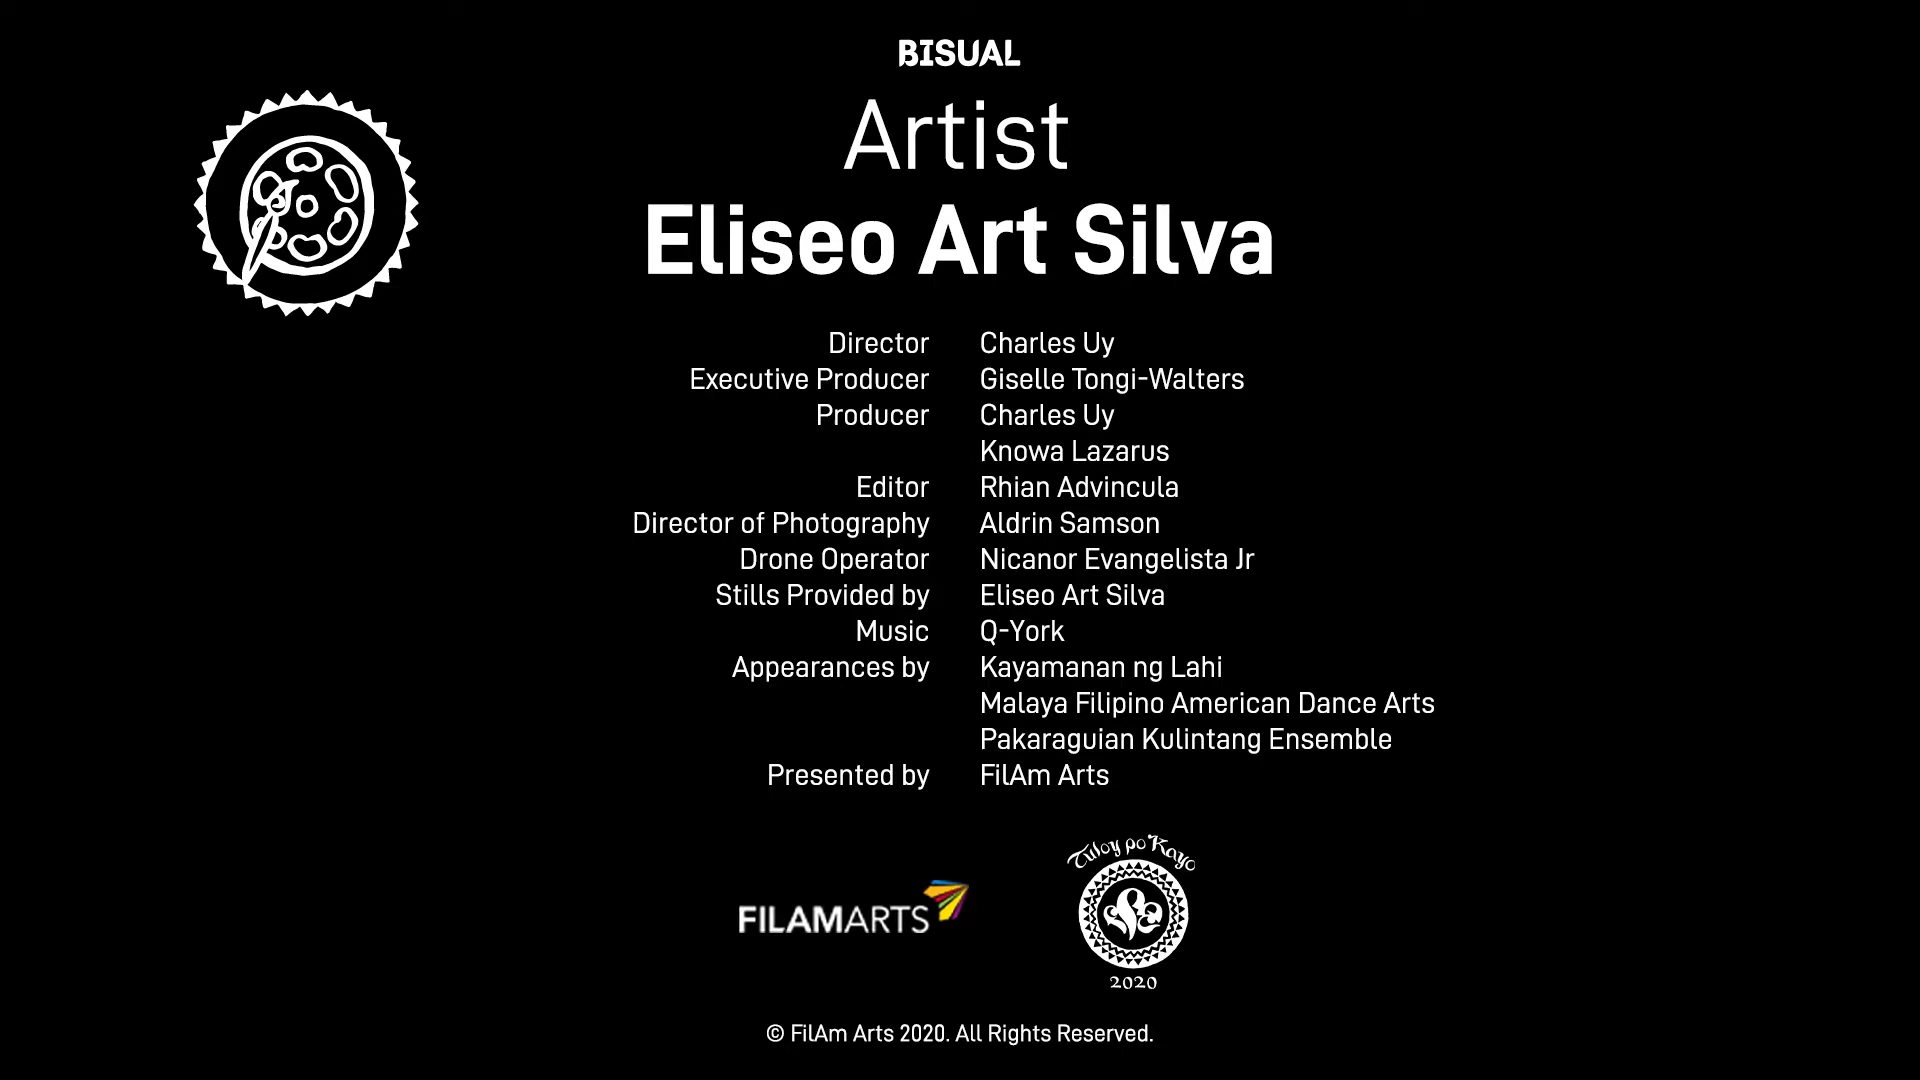 BISUAL
Artist
Eliseo Art Silva
Director Charles Uy
Executive Producer Giselle Tongi-Walters
Producer Charles Uy
Knowa Lazarus
Editor Rhian Advincula
Director of Photography Aldrin Samson
Drone Operator Nicanor Evangelista Jr
Stills Provided by Eliseo Art Silva
Music Q-York
Appearances by Kayamanan ng Lahi
Malaya Filipino American Dance Arts
Pakaraguian Kulintang Ensemble
Presented by FilAm Arts
FILAMARTS
Tuloy po Kayo
2020
© FilAm Arts 2020. All Rights Reserved.